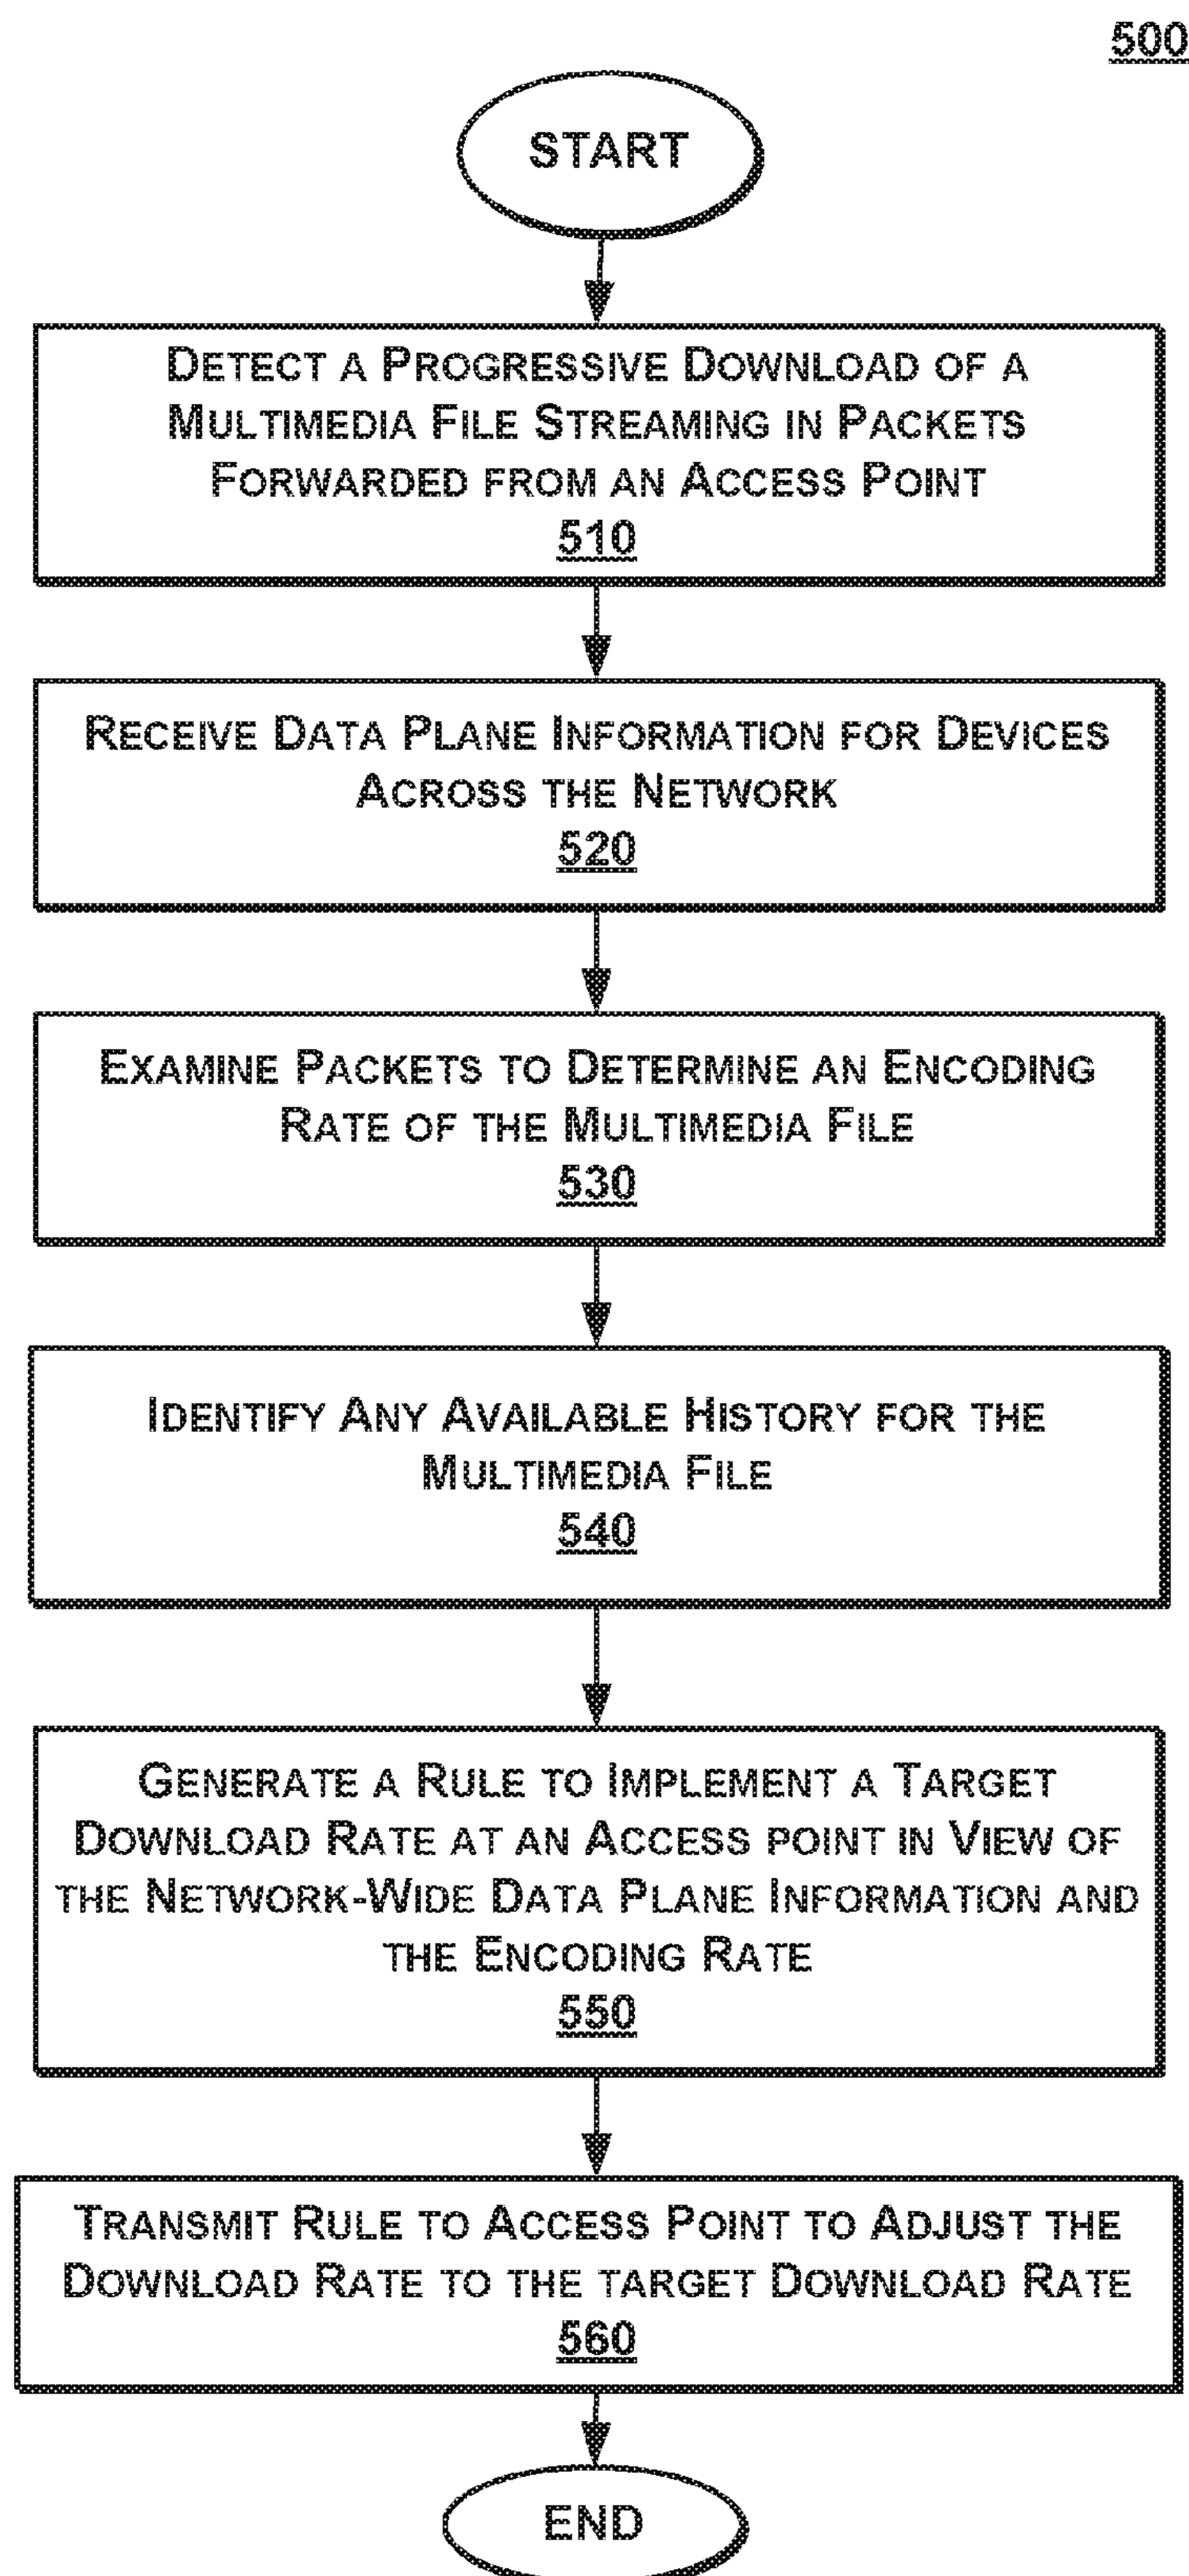 500
START
DETECT A PROGRESSIVE DOWNLOAD OF A
MULTIMEDIA FILE STREAMING IN PACKETS
FORWARDED FROM AN ACCESS POINT
510
RECEIVE DATA PLANE INFORMATION FOR DEVICES
ACROSS THE NETWORK
520
EXAMINE PACKETS TO DETERMINE AN ENCODING
RATE OF THE MULTIMEDIA FILE
530
IDENTIFY ANY AVAILABLE HISTORY FOR THE
MULTIMEDIA FILE
540
GENERATE A RULE TO IMPLEMENT A TARGET
DOWNLOAD RATE AT AN ACCESS POINT IN VIEW OF
THE NETWORK-WIDE DATA PLANE INFORMATION AND
THE ENCODING RATE
550
TRANSMIT RULE TO ACCESS POINT TO ADJUST THE
DOWNLOAD RATE TO THE TARGET DOWNLOAD RATE
560
END